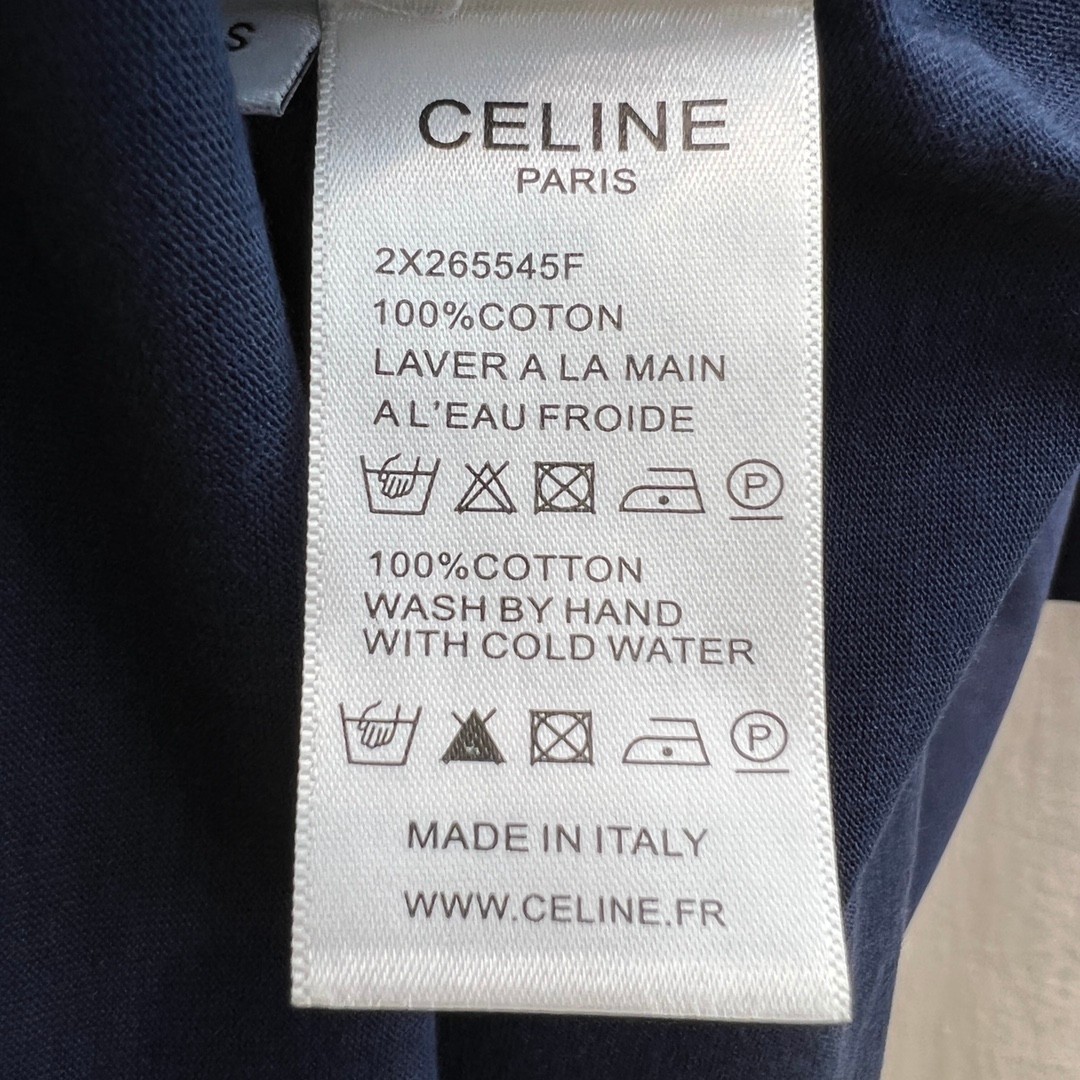 S
CELINE
PARIS
2X265545F
100%COTON
LAVER A LA MAIN
A L'EAU FROIDE
P
100%COTTON
WASH BY HAND
WITH COLD WATER
P
MADE IN ITALY
WWW.CELINE.FR